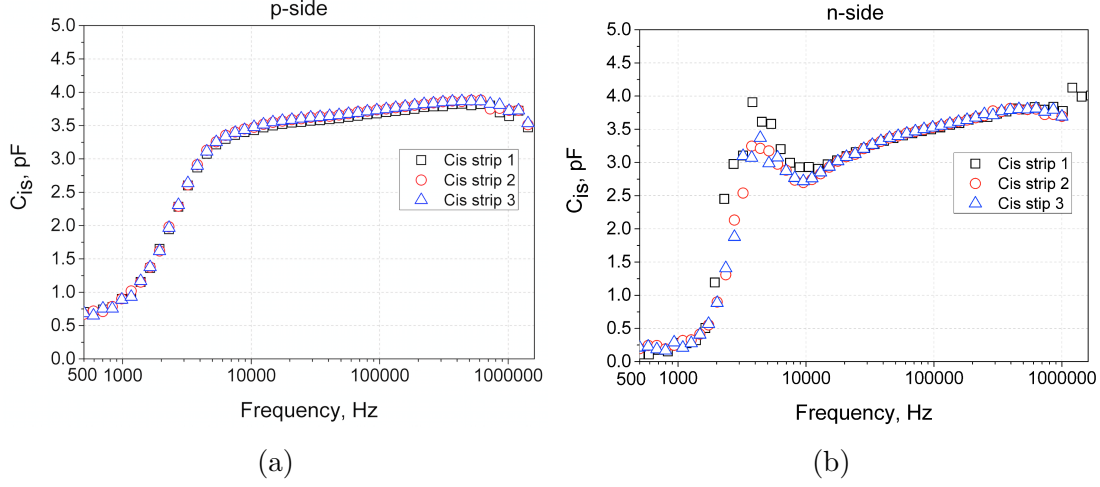 p-side
5.0
4.5
4.0
3.5
3.0
2.5
2.0
1.5
1.0
0.5
0.0
C_is, pF
500 1000 10000 100000 1000000
Frequency, Hz
Cis strip 1
Cis strip 2
Cis strip 3
(a)
n-side
5.0
4.5
4.0
3.5
3.0
2.5
2.0
1.5
1.0
0.5
0.0
C_is, pF
500 1000 10000 100000 1000000
Frequency, Hz
Cis strip 1
Cis strip 2
Cis stip 3
(b)